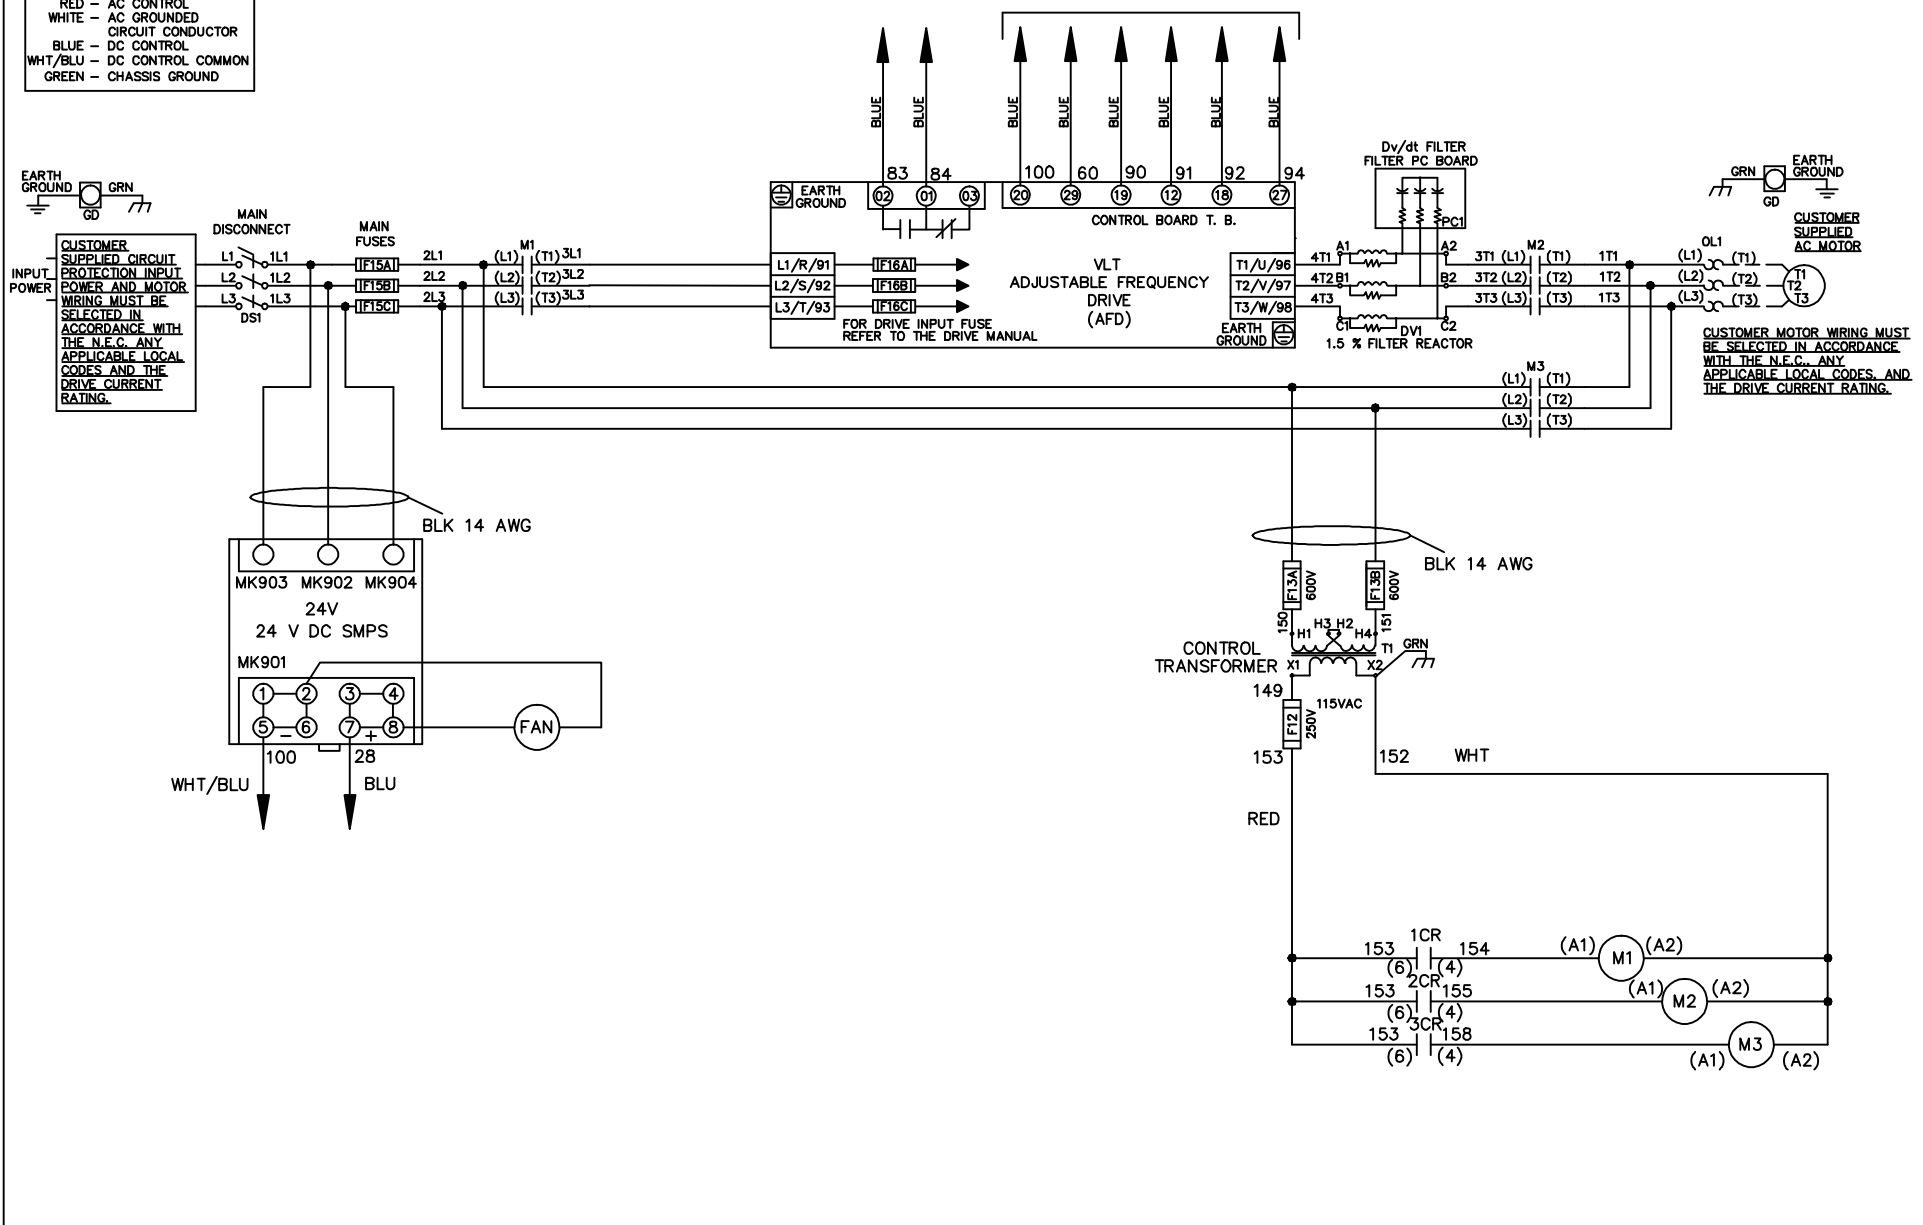 RED – AC CONTROL
WHITE – AC GROUNDED
CIRCUIT CONDUCTOR
BLUE – DC CONTROL
WHT/BLU – DC CONTROL COMMON
GREEN – CHASSIS GROUND
BLUE BLUE BLUE BLUE BLUE BLUE BLUE BLUE
83 84 100 60 90 91 92 94
02 01 03 20 29 19 12 18 27
EARTH
GROUND
CONTROL BOARD T. B.
EARTH
GROUND
GRN
GD
MAIN
DISCONNECT
MAIN
FUSES
INPUT
POWER
CUSTOMER
SUPPLIED CIRCUIT
PROTECTION INPUT
POWER AND MOTOR
WIRING MUST BE
SELECTED IN
ACCORDANCE WITH
THE N.E.C. ANY
APPLICABLE LOCAL
CODES AND THE
DRIVE CURRENT
RATING.
L1 1L1 F15A 2L1 (L1) M1 (T1) 3L1 L1/R/91 F16A
L2 1L2 F15B 2L2 (L2) (T2) 3L2 L2/S/92 F16B
L3 1L3 F15C 2L3 (L3) (T3) 3L3 L3/T/93 F16C
DS1
VLT
ADJUSTABLE FREQUENCY
DRIVE
(AFD)
FOR DRIVE INPUT FUSE
REFER TO THE DRIVE MANUAL
EARTH
GROUND
Dv/dt FILTER
FILTER PC BOARD
PC1
T1/U/96 4T1 A1 A2 3T1 (L1) M2 (T1) 1T1 (L1) OL1 (T1) T1
T2/V/97 4T2 B1 B2 3T2 (L2) (T2) 1T2 (L2) (T2) T2
T3/W/98 4T3 C1 C2 3T3 (L3) (T3) 1T3 (L3) (T3) T3
DV1
1.5 % FILTER REACTOR
GRN
GD
EARTH
GROUND
CUSTOMER
SUPPLIED
AC MOTOR
CUSTOMER MOTOR WIRING MUST
BE SELECTED IN ACCORDANCE
WITH THE N.E.C., ANY
APPLICABLE LOCAL CODES, AND
THE DRIVE CURRENT RATING.
M3
(L1) (T1)
(L2) (T2)
(L3) (T3)
BLK 14 AWG
MK903 MK902 MK904
24V
24 V DC SMPS
MK901
1 2 3 4
5 – 6 7 + 8
FAN
100 28
WHT/BLU BLU
BLK 14 AWG
F13A 600V F13B 600V
150 151
H1 H3 H2 H4
T1
GRN
CONTROL
TRANSFORMER
X1 X2
149
115VAC
F12 250V
153 152 WHT
RED
153 1CR 154 (A1) M1 (A2)
(6) (4)
153 2CR 155 (A1) M2 (A2)
(6) (4)
153 3CR 158 M3
(6) (4) (A1) (A2)